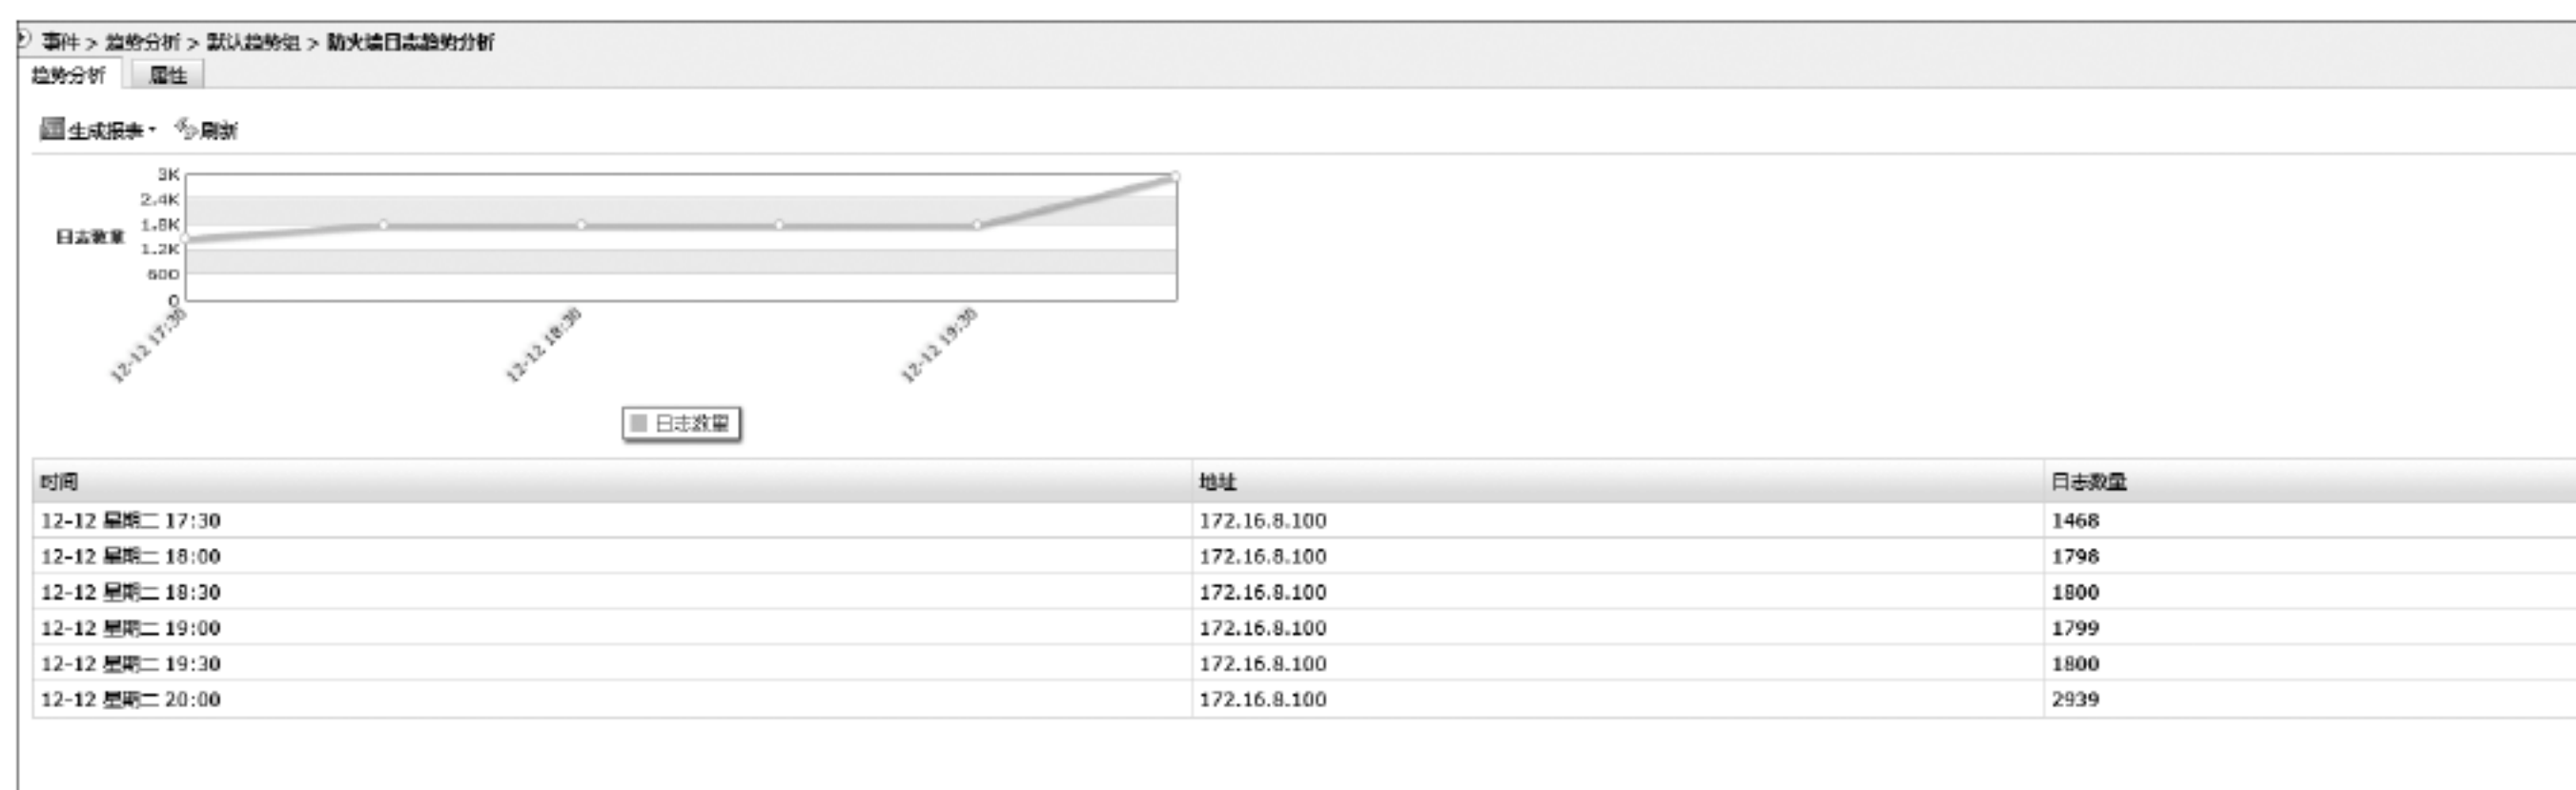 事件 > 趋势分析 > 默认趋势组 > 防火墙日志趋势分析
趋势分析 属性
生成报表 刷新
3K
2.4K
1.8K
日志数量
1.2K
600
0
12-12 17:30 12-12 18:30 12-12 19:30
日志数量
时间 地址 日志数量
12-12 星期二 17:30 172.16.8.100 1468
12-12 星期二 18:00 172.16.8.100 1798
12-12 星期二 18:30 172.16.8.100 1800
12-12 星期二 19:00 172.16.8.100 1799
12-12 星期二 19:30 172.16.8.100 1800
12-12 星期二 20:00 172.16.8.100 2939